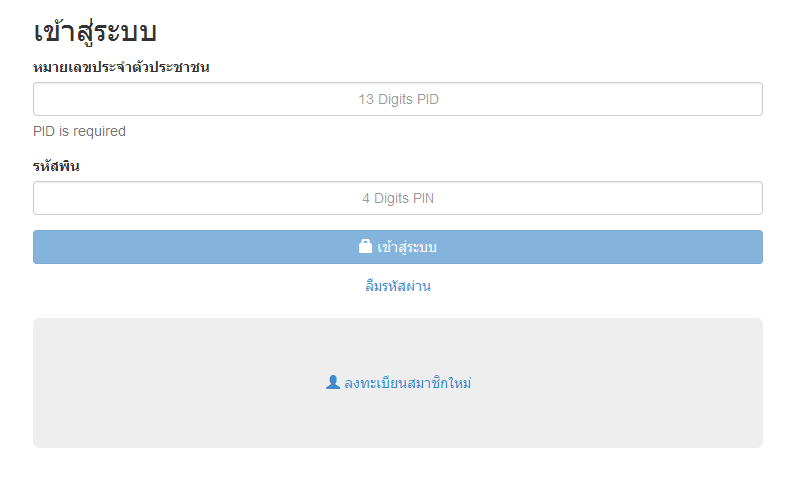 เข้าสู่ระบบ
หมายเลขประจำตัวประชาชน
13 Digits PID
PID is required
รหัสพิน
4 Digits PIN
เข้าสู่ระบบ
ลืมรหัสผ่าน
ลงทะเบียนสมาชิกใหม่